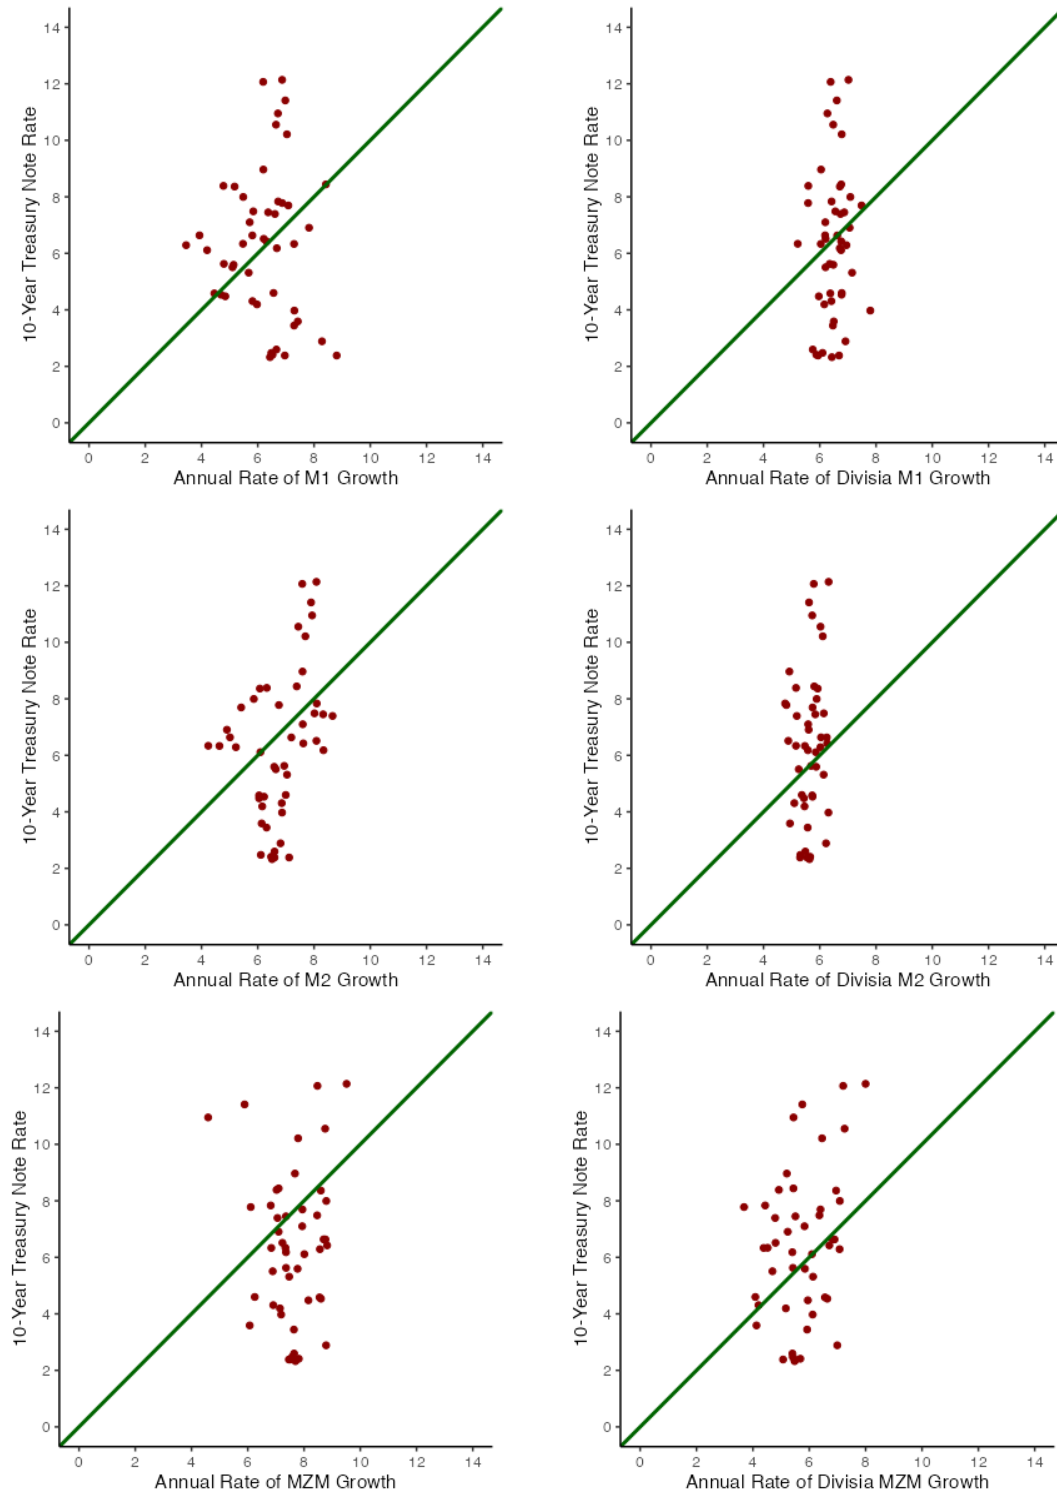 14
12
10
8
6
4
2
0
10-Year Treasury Note Rate
0 2 4 6 8 10 12 14
Annual Rate of M1 Growth
14
12
10
8
6
4
2
0
10-Year Treasury Note Rate
0 2 4 6 8 10 12 14
Annual Rate of Divisia M1 Growth
14
12
10
8
6
4
2
0
10-Year Treasury Note Rate
0 2 4 6 8 10 12 14
Annual Rate of M2 Growth
14
12
10
8
6
4
2
0
10-Year Treasury Note Rate
0 2 4 6 8 10 12 14
Annual Rate of Divisia M2 Growth
14
12
10
8
6
4
2
0
10-Year Treasury Note Rate
0 2 4 6 8 10 12 14
Annual Rate of MZM Growth
14
12
10
8
6
4
2
0
10-Year Treasury Note Rate
0 2 4 6 8 10 12 14
Annual Rate of Divisia MZM Growth